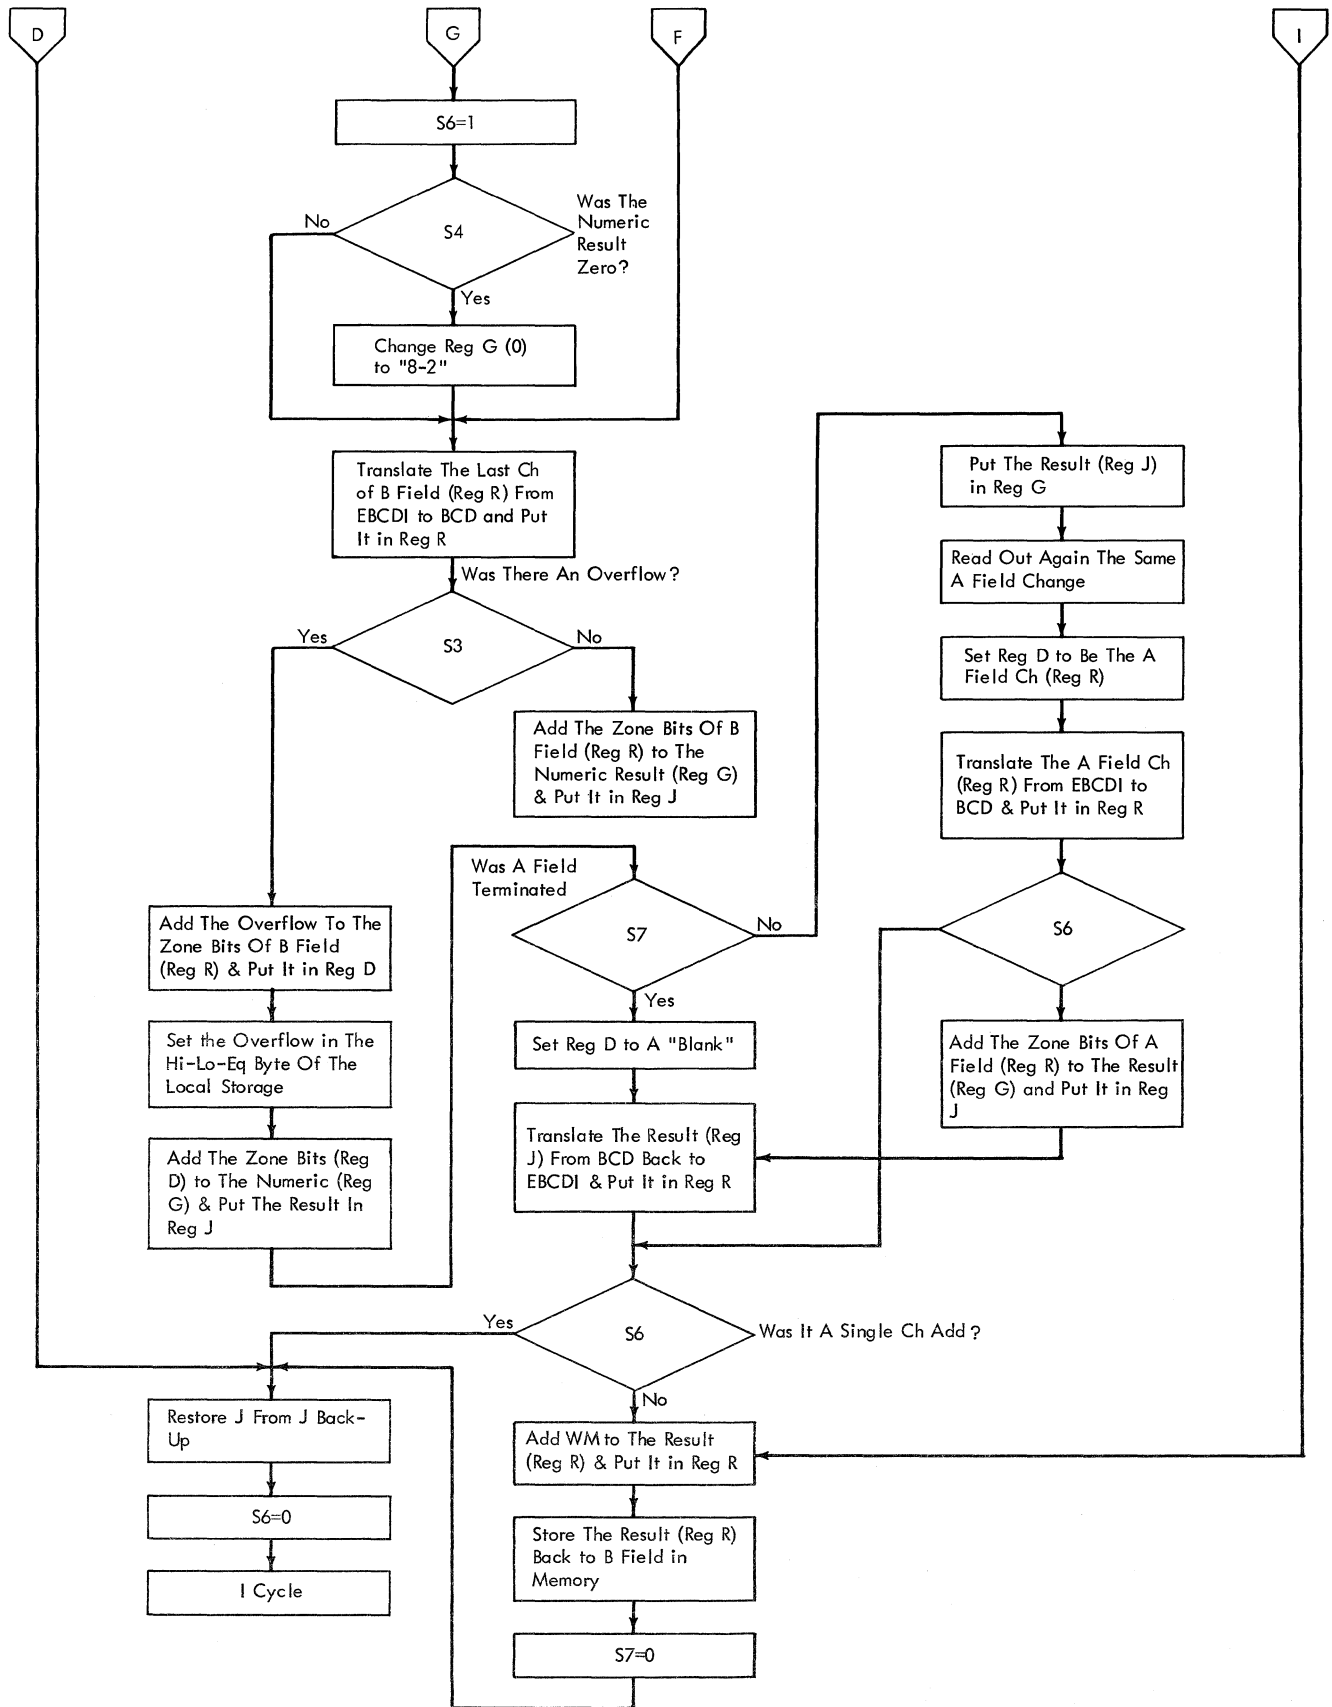 D
G
F
I
S6=1
Was The
Numeric
Result
Zero?
No
S4
Yes
Change Reg G (0)
to "8-2"
Translate The Last Ch
of B Field (Reg R) From
EBCDI to BCD and Put
It in Reg R
Was There An Overflow?
Yes
S3
No
Add The Zone Bits Of B
Field (Reg R) to The
Numeric Result (Reg G)
& Put It in Reg J
Put The Result (Reg J)
in Reg G
Read Out Again The Same
A Field Change
Set Reg D to Be The A
Field Ch (Reg R)
Translate The A Field Ch
(Reg R) From EBCDI to
BCD & Put It in Reg R
S6
Add The Zone Bits Of A
Field (Reg R) to The Result
(Reg G) and Put It in Reg
J
Add The Overflow To The
Zone Bits Of B Field
(Reg R) & Put It in Reg D
Set the Overflow in The
Hi-Lo-Eq Byte Of The
Local Storage
Add The Zone Bits (Reg
D) to The Numeric (Reg
G) & Put The Result In
Reg J
Was A Field
Terminated
S7
No
Yes
Set Reg D to A "Blank"
Translate The Result (Reg
J) From BCD Back to
EBCDI & Put It in Reg R
Yes
S6
Was It A Single Ch Add?
No
Restore J From J Back-
Up
S6=0
I Cycle
Add WM to The Result
(Reg R) & Put It in Reg R
Store The Result (Reg R)
Back to B Field in
Memory
S7=0